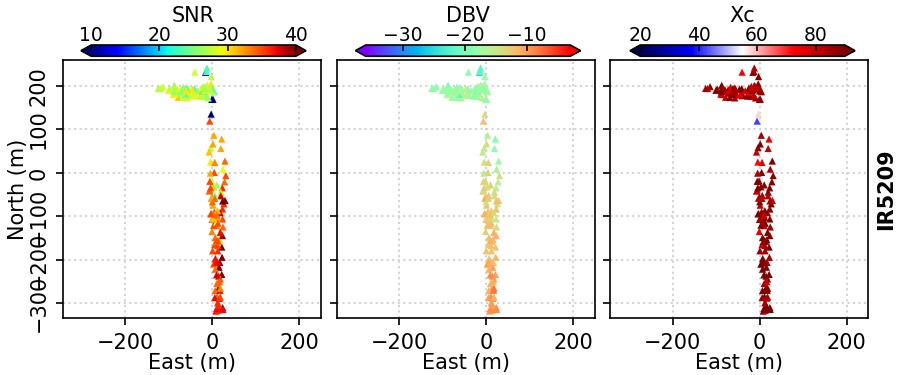 SNR DBV Xc
10 20 30 40 −30 −20 −10 20 40 60 80
200
100
0
−100
−200
−300
North (m)
IR5209
−200 0 200 −200 0 200 −200 0 200
East (m) East (m) East (m)